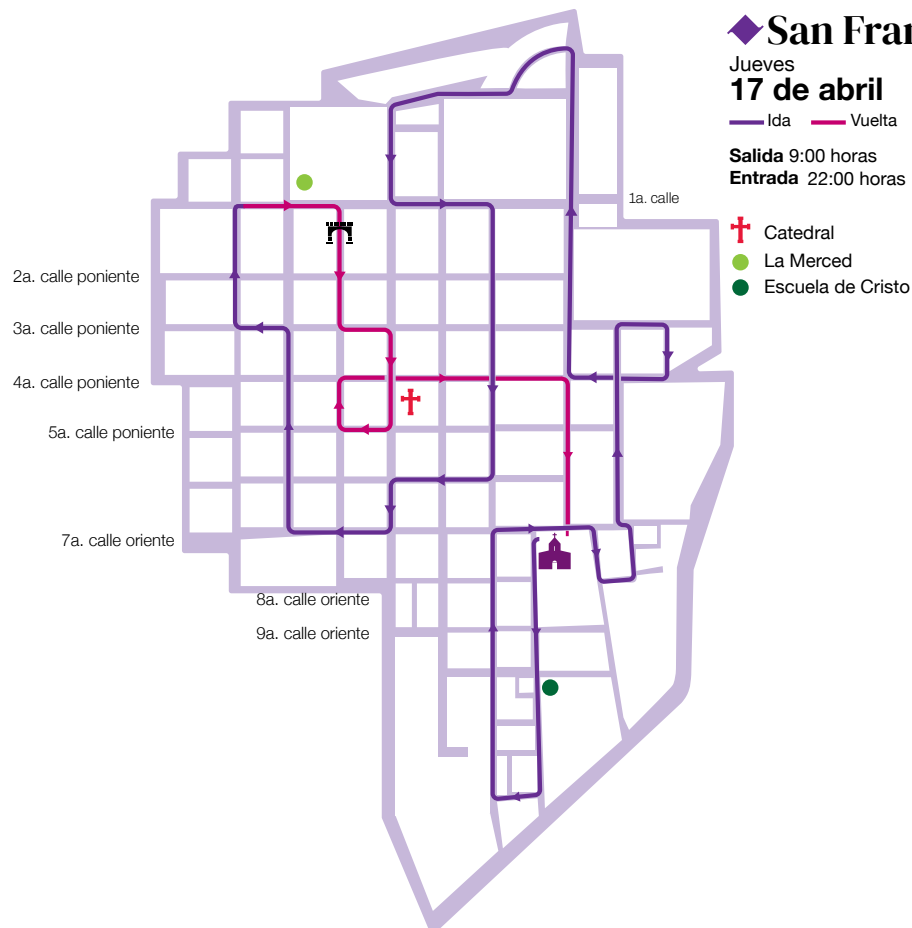 San Fran
Jueves
17 de abril
Ida Vuelta
Salida 9:00 horas
Entrada 22:00 horas
1a. calle
Catedral
La Merced
Escuela de Cristo
2a. calle poniente
3a. calle poniente
4a. calle poniente
5a. calle poniente
7a. calle oriente
8a. calle oriente
9a. calle oriente